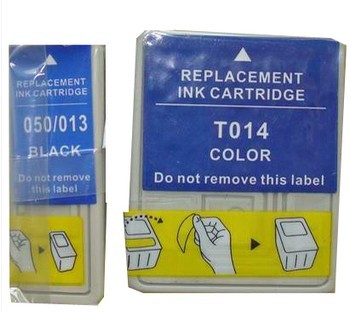 REPLACEMENT
INK CARTRIDGE
050/013
BLACK
Do not remove
this label
REPLACEMENT
INK CARTRIDGE
T014
COLOR
Do not remove this label